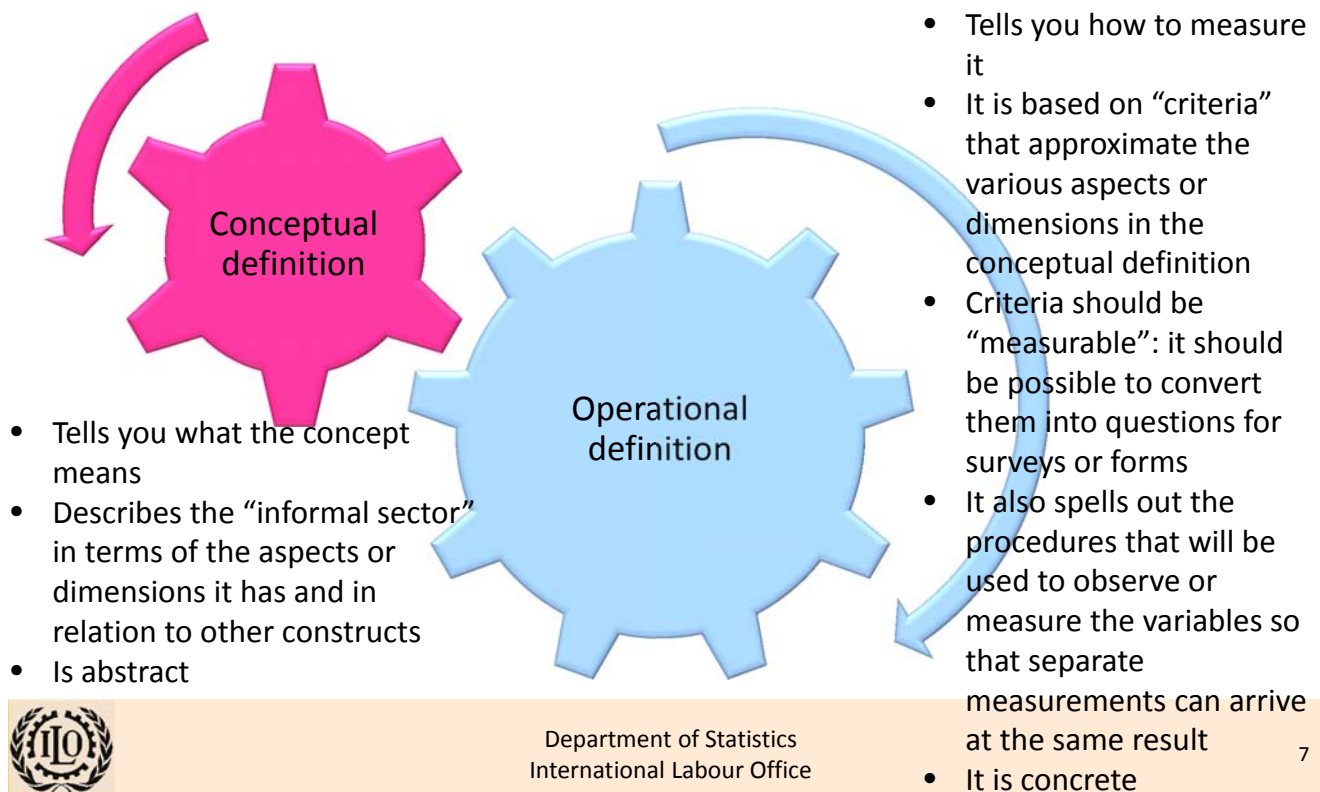 Conceptual
definition
• Tells you what the concept
means
• Describes the “informal sector”
in terms of the aspects or
dimensions it has and in
relation to other constructs
• Is abstract
Operational
definition
• Tells you how to measure
it
• It is based on “criteria”
that approximate the
various aspects or
dimensions in the
conceptual definition
• Criteria should be
“measurable”: it should
be possible to convert
them into questions for
surveys or forms
• It also spells out the
procedures that will be
used to observe or
measure the variables so
that separate
measurements can arrive
at the same result
• It is concrete
ILO
Department of Statistics
International Labour Office
7